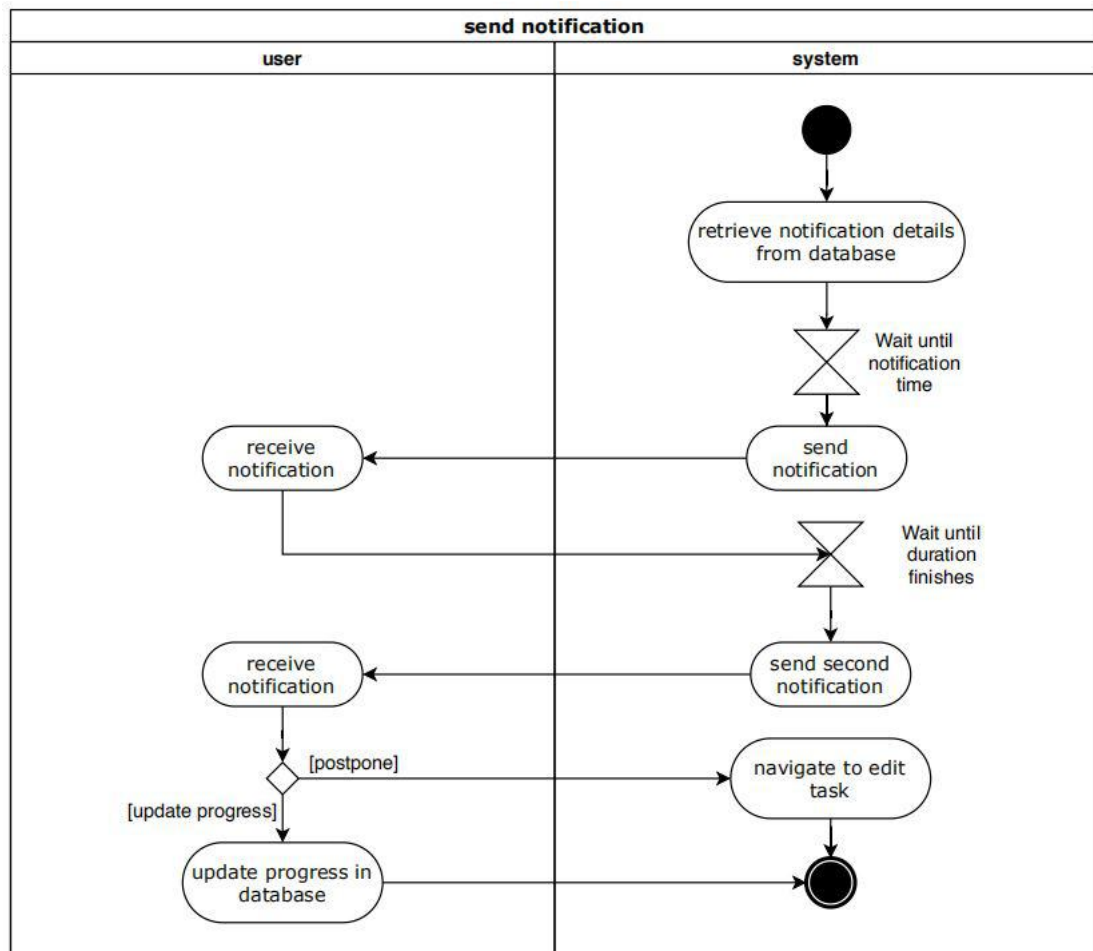 send notification
user
system
retrieve notification details
from database
Wait until
notification
time
receive
notification
send
notification
Wait until
duration
finishes
receive
notification
send second
notification
[postpone]
navigate to edit
task
[update progress]
update progress in
database